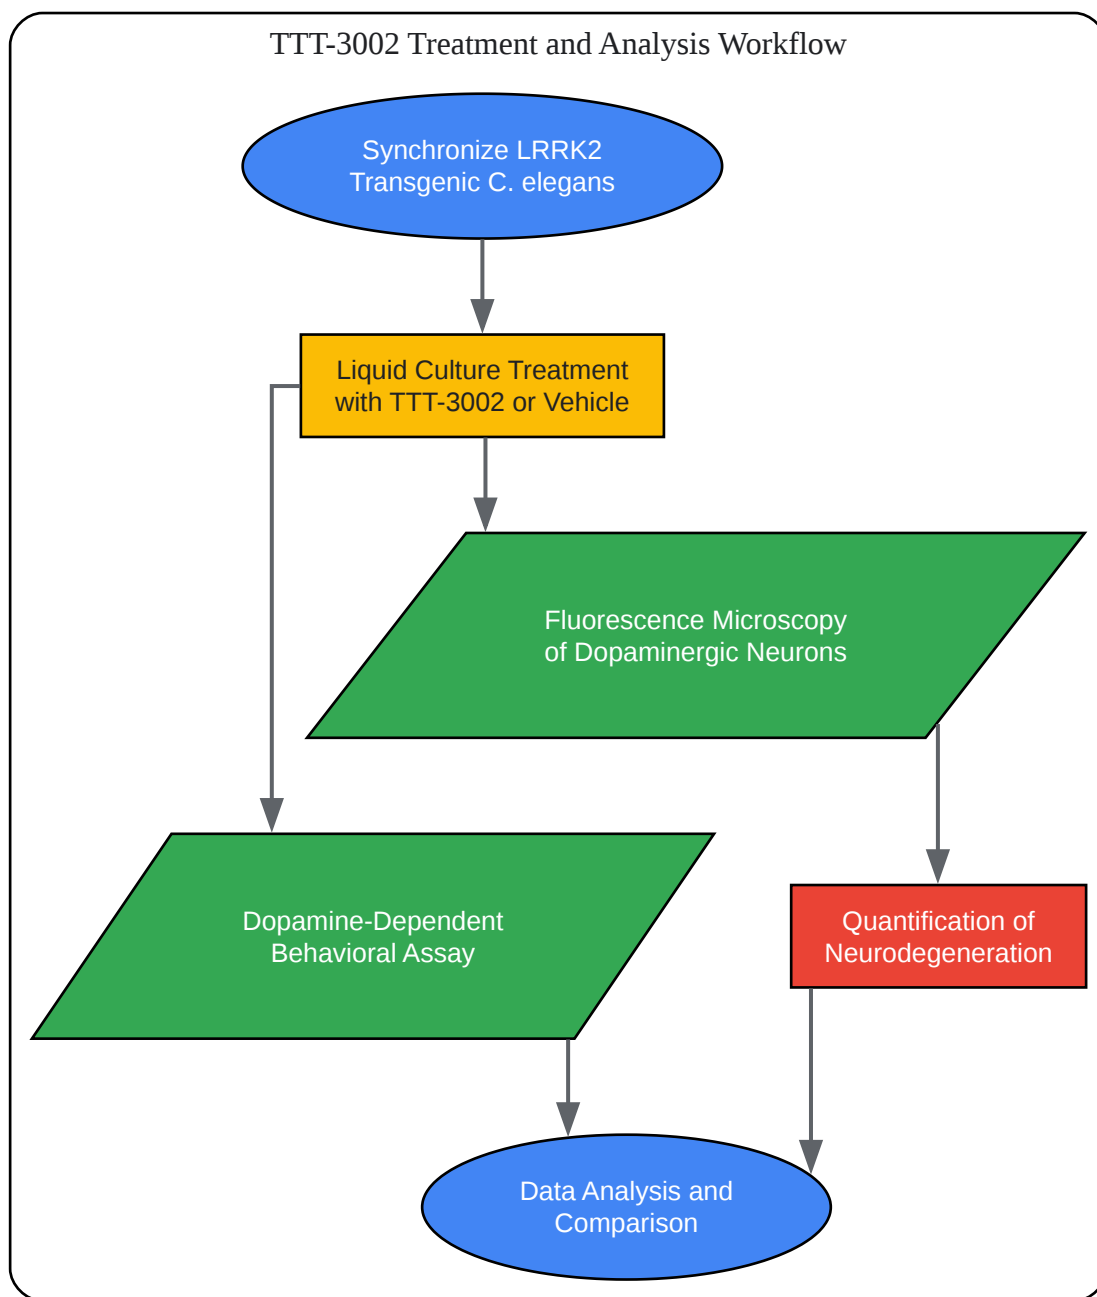 TTT-3002 Treatment and Analysis Workflow
Synchronize LRRK2
Transgenic C. elegans
Liquid Culture Treatment
with TTT-3002 or Vehicle
Fluorescence Microscopy
of Dopaminergic Neurons
Dopamine-Dependent
Behavioral Assay
Quantification of
Neurodegeneration
Data Analysis and
Comparison